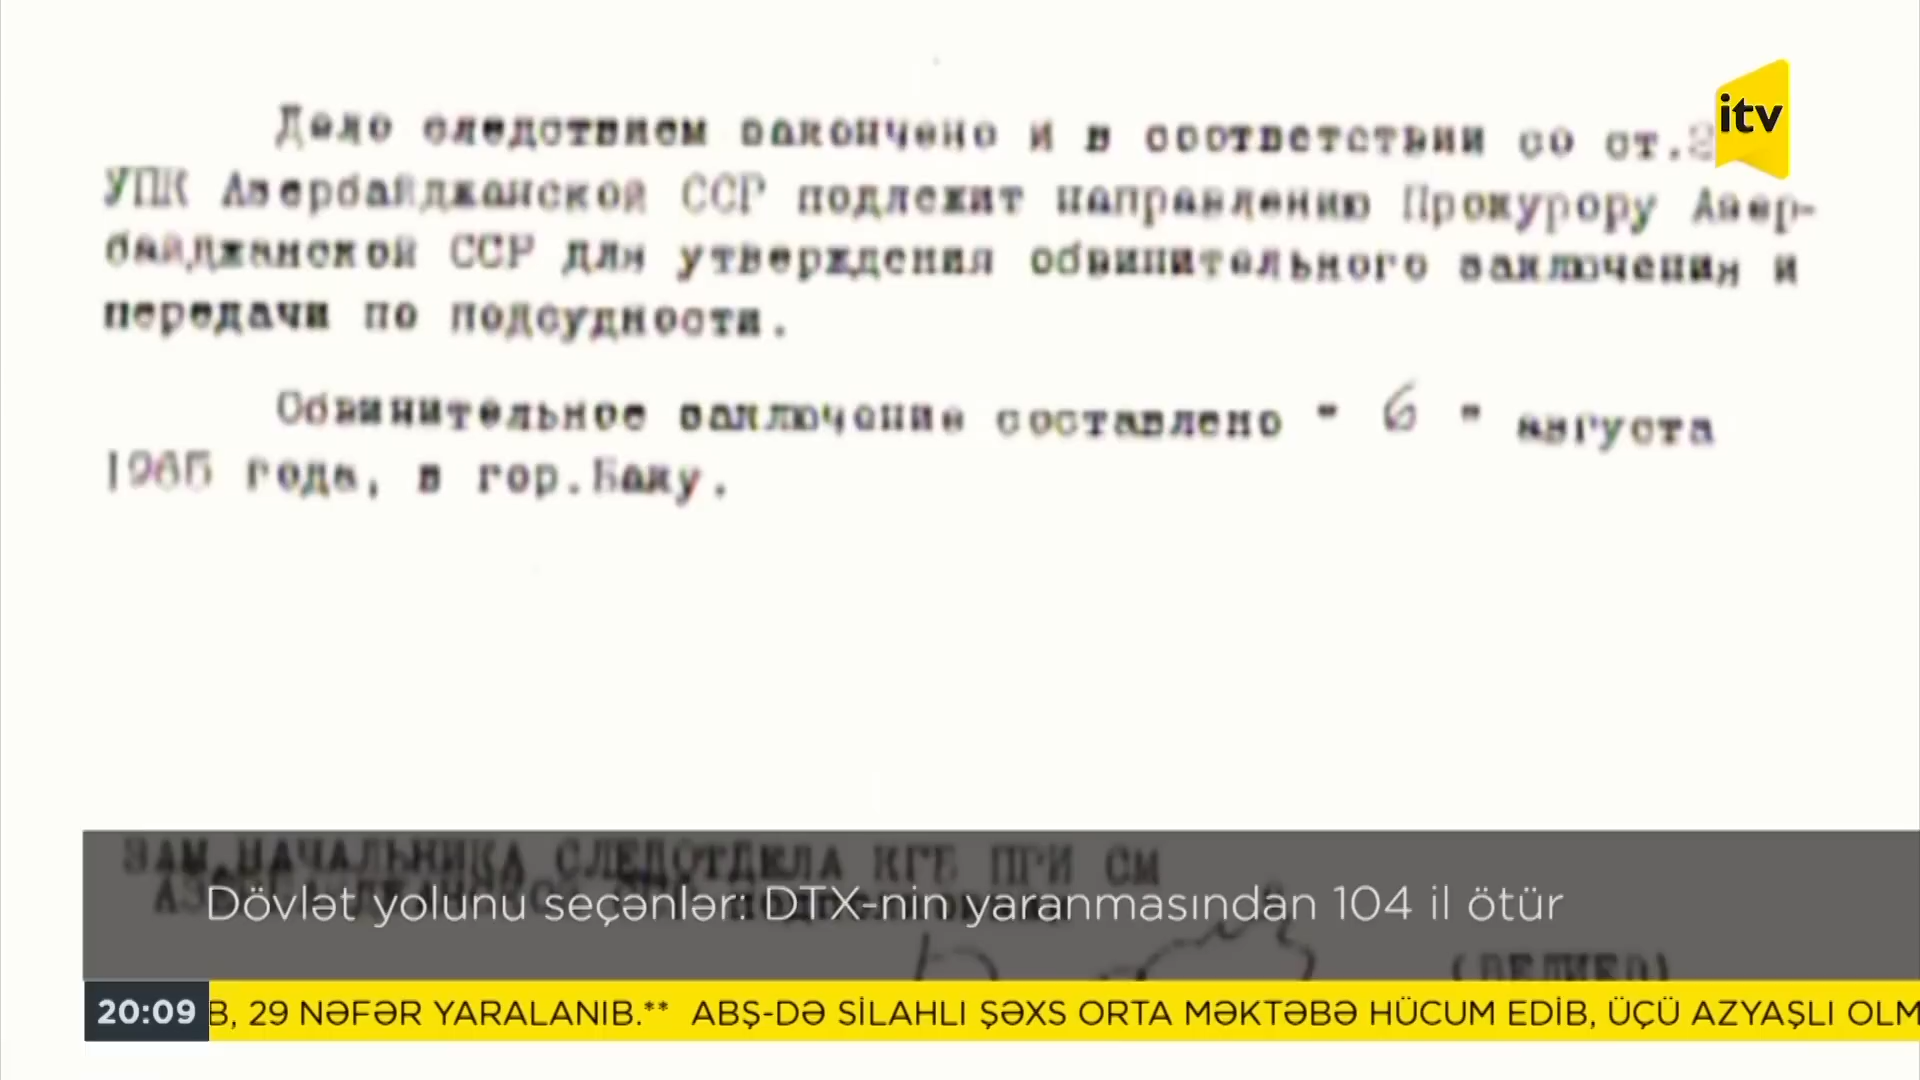 itv
Дело следствием закончено и в соответствии со ст.
УПК Азербайджанской ССР подлежит направлению Прокурору Азер-
байджанской ССР для утверждения обвинительного заключения и
передачи по подсудности.
Обвинительное заключение составлено " 6 " августа
1965 года, в гор.Баку.
ЗАМ.НАЧАЛЬНИКА СЛЕДОТДЕЛА КГБ ПРИ СМ
Dövlət yolunu seçənlər: DTX-nin yaranmasından 104 il ötür
(ВЕЛИЕВ)
20:09 B, 29 NƏFƏR YARALANIB.** ABŞ-DƏ SİLAHLI ŞƏXS ORTA MƏKTƏBƏ HÜCUM EDİB, ÜÇÜ AZYAŞLI OLM